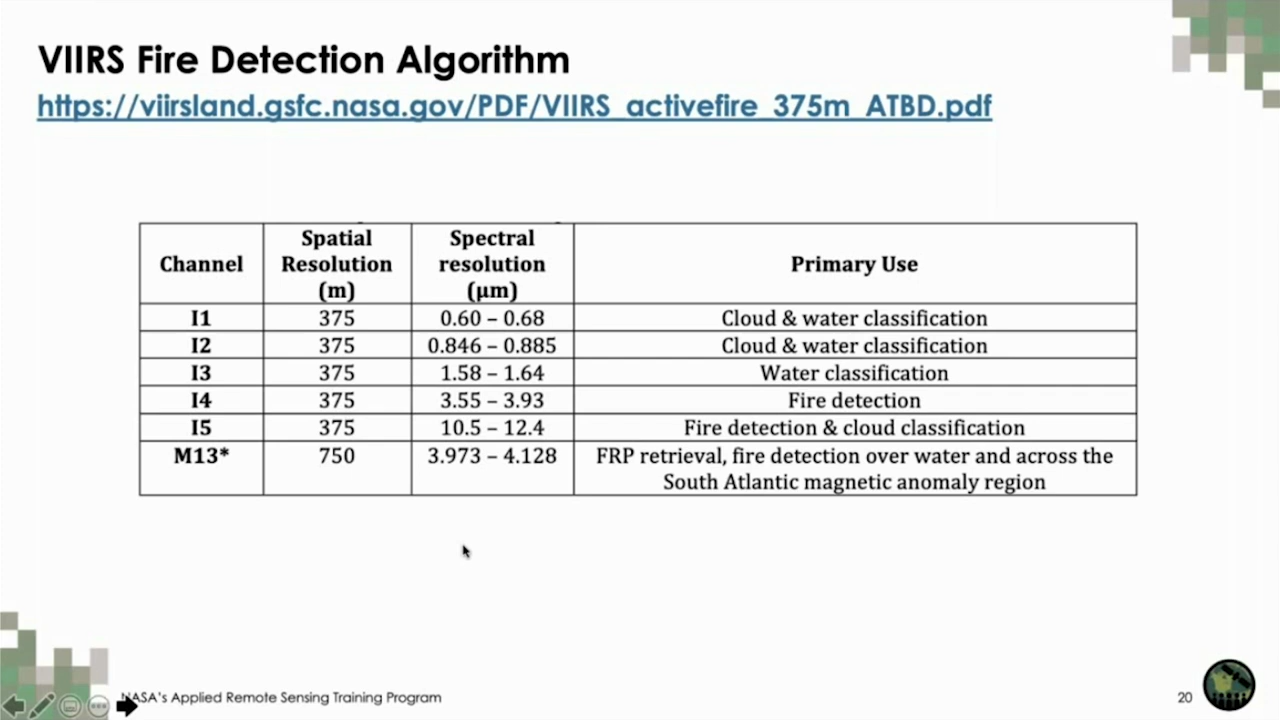 VIIRS Fire Detection Algorithm
https://viirsland.gsfc.nasa.gov/PDF/VIIRS_activefire_375m_ATBD.pdf
Channel | Spatial Resolution (m) | Spectral resolution (µm) | Primary Use
I1 | 375 | 0.60 – 0.68 | Cloud & water classification
I2 | 375 | 0.846 – 0.885 | Cloud & water classification
I3 | 375 | 1.58 – 1.64 | Water classification
I4 | 375 | 3.55 – 3.93 | Fire detection
I5 | 375 | 10.5 – 12.4 | Fire detection & cloud classification
M13* | 750 | 3.973 – 4.128 | FRP retrieval, fire detection over water and across the
South Atlantic magnetic anomaly region
NASA's Applied Remote Sensing Training Program
20